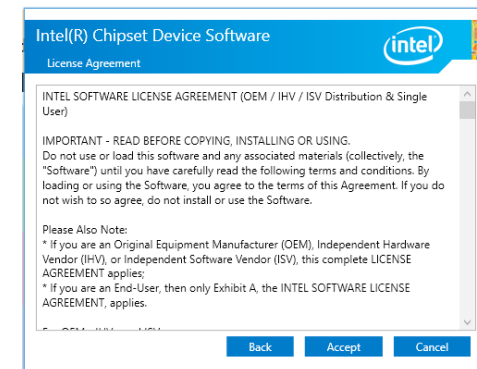 Intel(R) Chipset Device Software
License Agreement
intel
INTEL SOFTWARE LICENSE AGREEMENT (OEM / IHV / ISV Distribution & Single
User)
IMPORTANT - READ BEFORE COPYING, INSTALLING OR USING.
Do not use or load this software and any associated materials (collectively, the
"Software") until you have carefully read the following terms and conditions. By
loading or using the Software, you agree to the terms of this Agreement. If you do
not wish to so agree, do not install or use the Software.
Please Also Note:
* If you are an Original Equipment Manufacturer (OEM), Independent Hardware
Vendor (IHV), or Independent Software Vendor (ISV), this complete LICENSE
AGREEMENT applies;
* If you are an End-User, then only Exhibit A, the INTEL SOFTWARE LICENSE
AGREEMENT, applies.
Back Accept Cancel